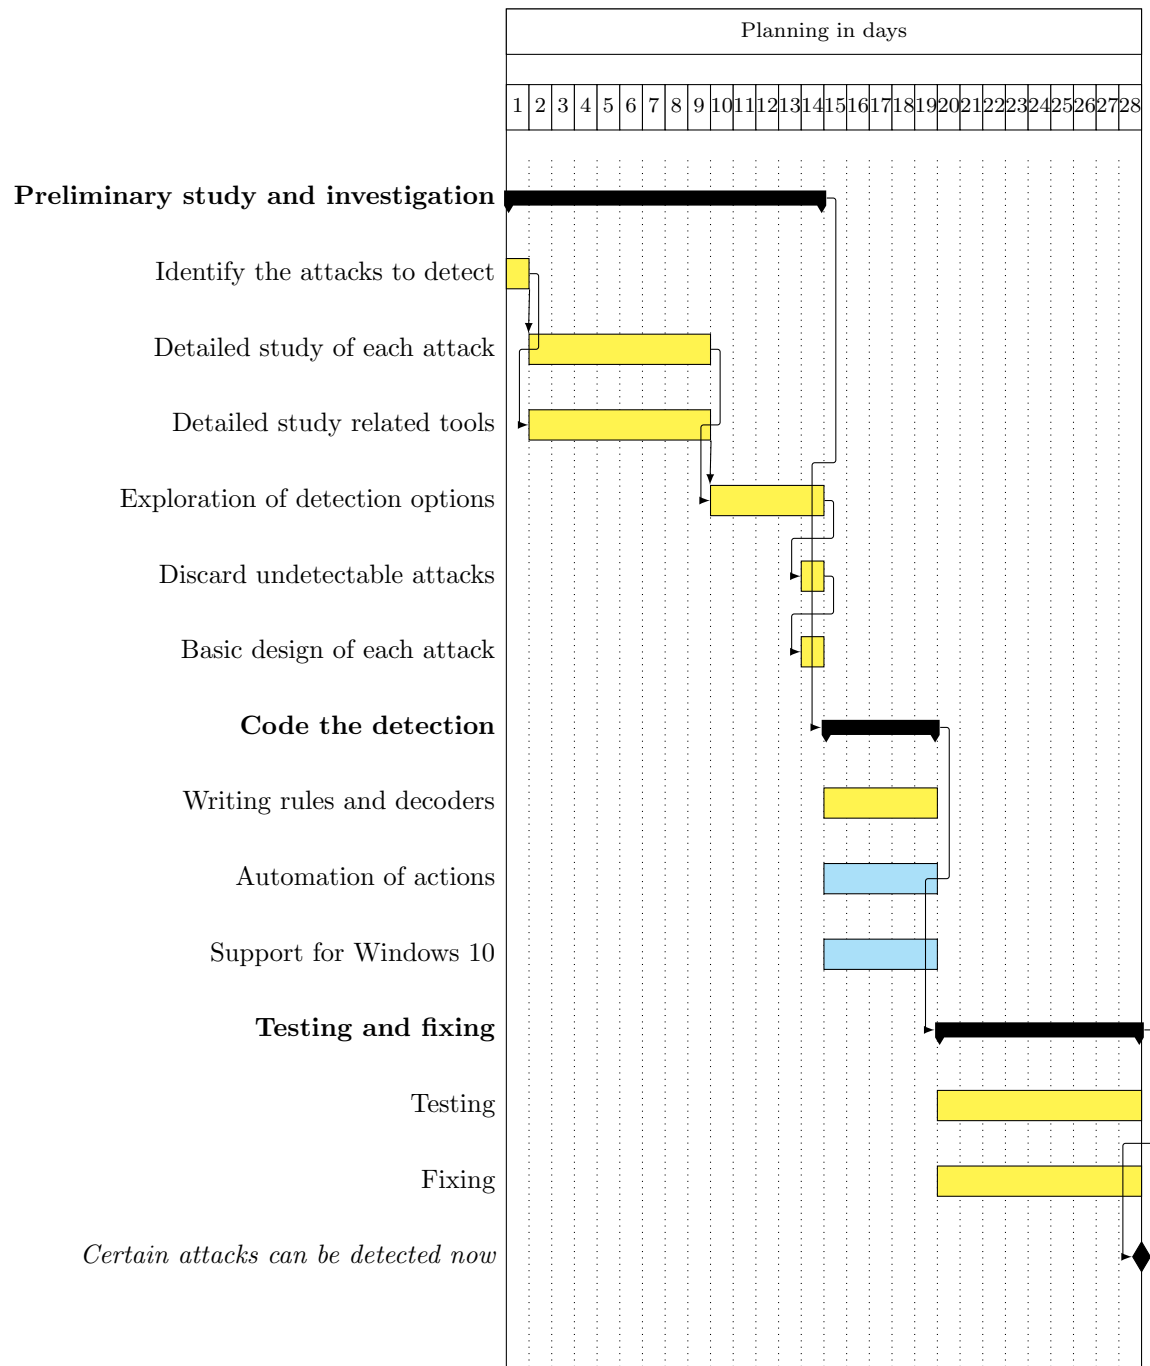 Planning in days
1 2 3 4 5 6 7 8 9 10 11 12 13 14 15 16 17 18 19 20 21 22 23 24 25 26 27 28
Preliminary study and investigation
Identify the attacks to detect
Detailed study of each attack
Detailed study related tools
Exploration of detection options
Discard undetectable attacks
Basic design of each attack
Code the detection
Writing rules and decoders
Automation of actions
Support for Windows 10
Testing and fixing
Testing
Fixing
Certain attacks can be detected now